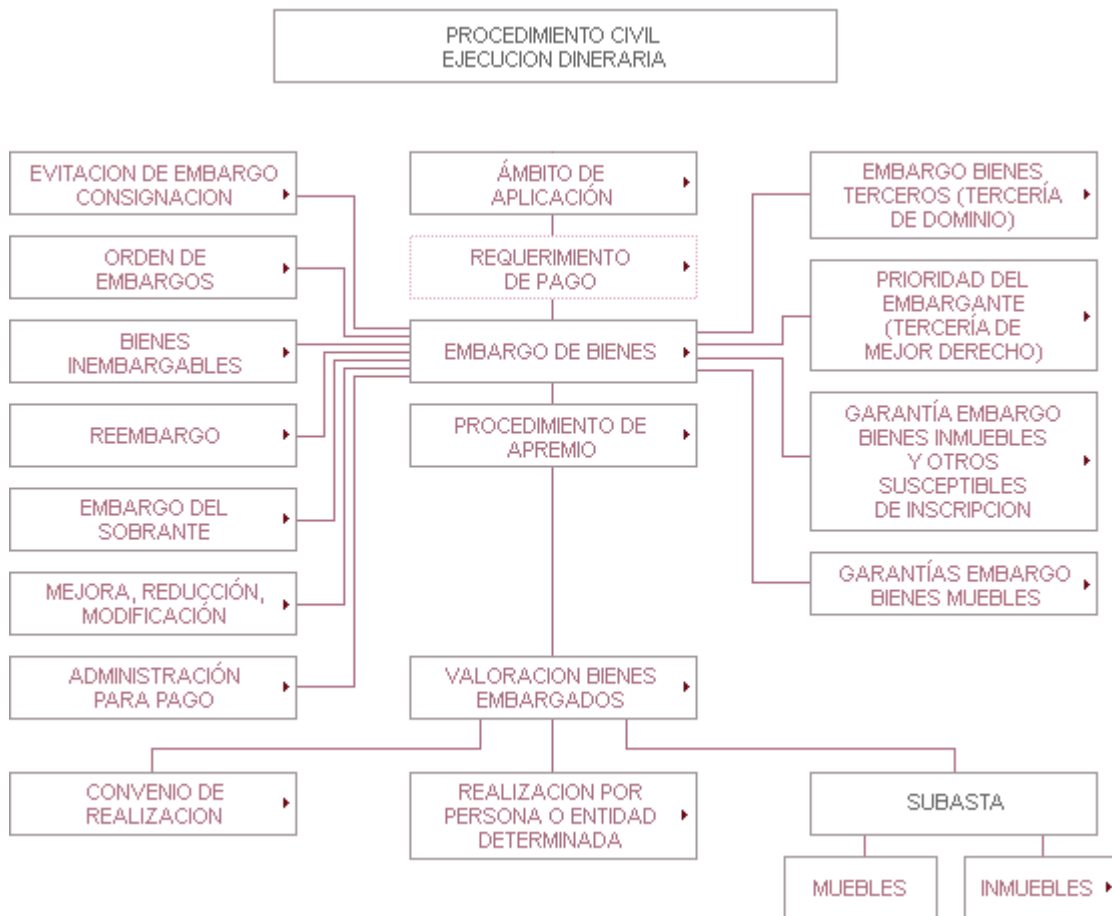 PROCEDIMIENTO CIVIL
EJECUCION DINERARIA
EVITACION DE EMBARGO
CONSIGNACION
ÁMBITO DE
APLICACIÓN
EMBARGO BIENES
TERCEROS (TERCERÍA
DE DOMINIO)
ORDEN DE
EMBARGOS
REQUERIMIENTO
DE PAGO
PRIORIDAD DEL
EMBARGANTE
(TERCERÍA DE
MEJOR DERECHO)
BIENES
INEMBARGABLES
EMBARGO DE BIENES
REEMBARGO
PROCEDIMIENTO DE
APREMIO
GARANTÍA EMBARGO
BIENES INMUEBLES
Y OTROS
SUSCEPTIBLES
DE INSCRIPCION
EMBARGO DEL
SOBRANTE
MEJORA, REDUCCIÓN,
MODIFICACIÓN
GARANTÍAS EMBARGO
BIENES MUEBLES
ADMINISTRACIÓN
PARA PAGO
VALORACION BIENES
EMBARGADOS
CONVENIO DE
REALIZACION
REALIZACION POR
PERSONA O ENTIDAD
DETERMINADA
SUBASTA
MUEBLES
INMUEBLES